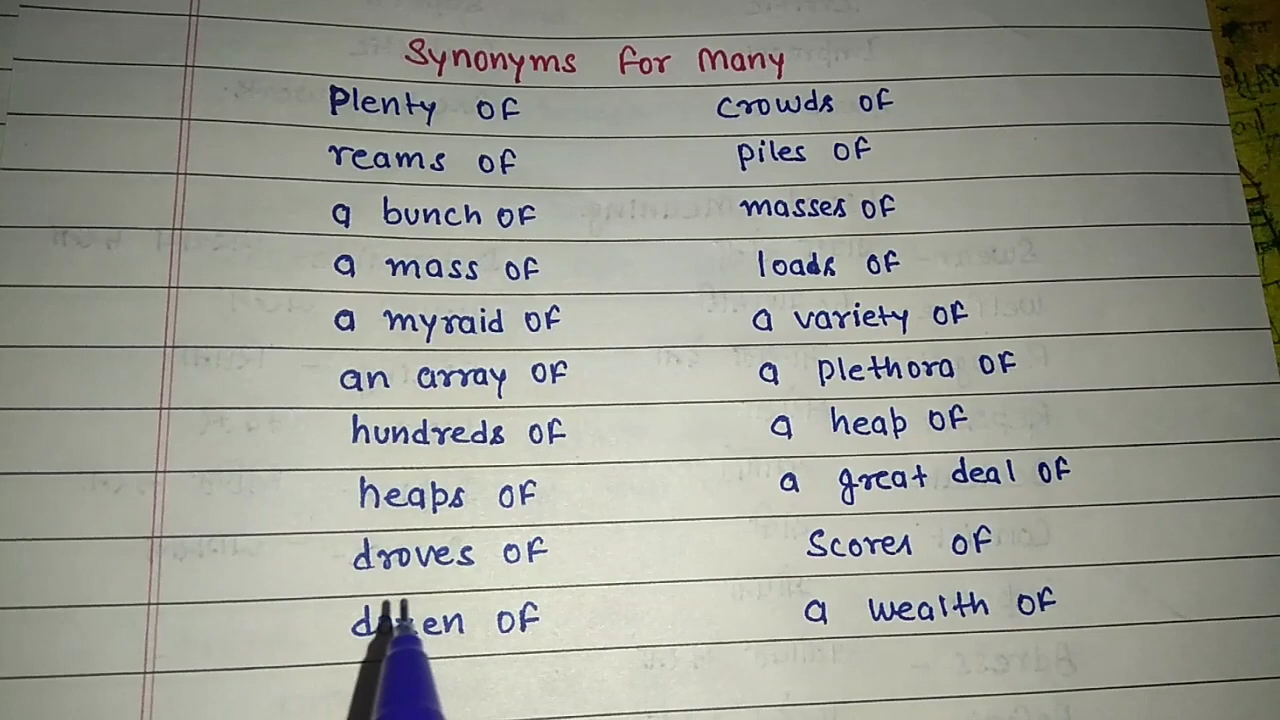 Synonyms for Many
Plenty of
reams of
a bunch of
a mass of
a myraid of
an array of
hundreds of
heaps of
droves of
of
crowds of
piles of
masses of
loads of
a variety of
a plethora of
a heap of
a great deal of
Scores of
a wealth of